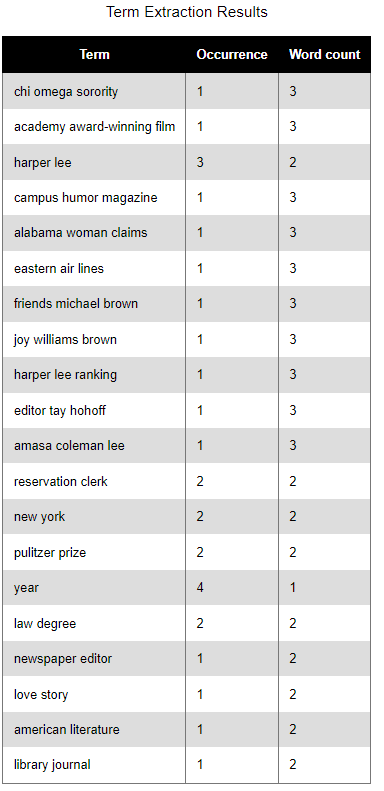 Term Extraction Results
Term Occurrence Word count
chi omega sorority 1 3
academy award-winning film 1 3
harper lee 3 2
campus humor magazine 1 3
alabama woman claims 1 3
eastern air lines 1 3
friends michael brown 1 3
joy williams brown 1 3
harper lee ranking 1 3
editor tay hohoff 1 3
amasa coleman lee 1 3
reservation clerk 2 2
new york 2 2
pulitzer prize 2 2
year 4 1
law degree 2 2
newspaper editor 1 2
love story 1 2
american literature 1 2
library journal 1 2